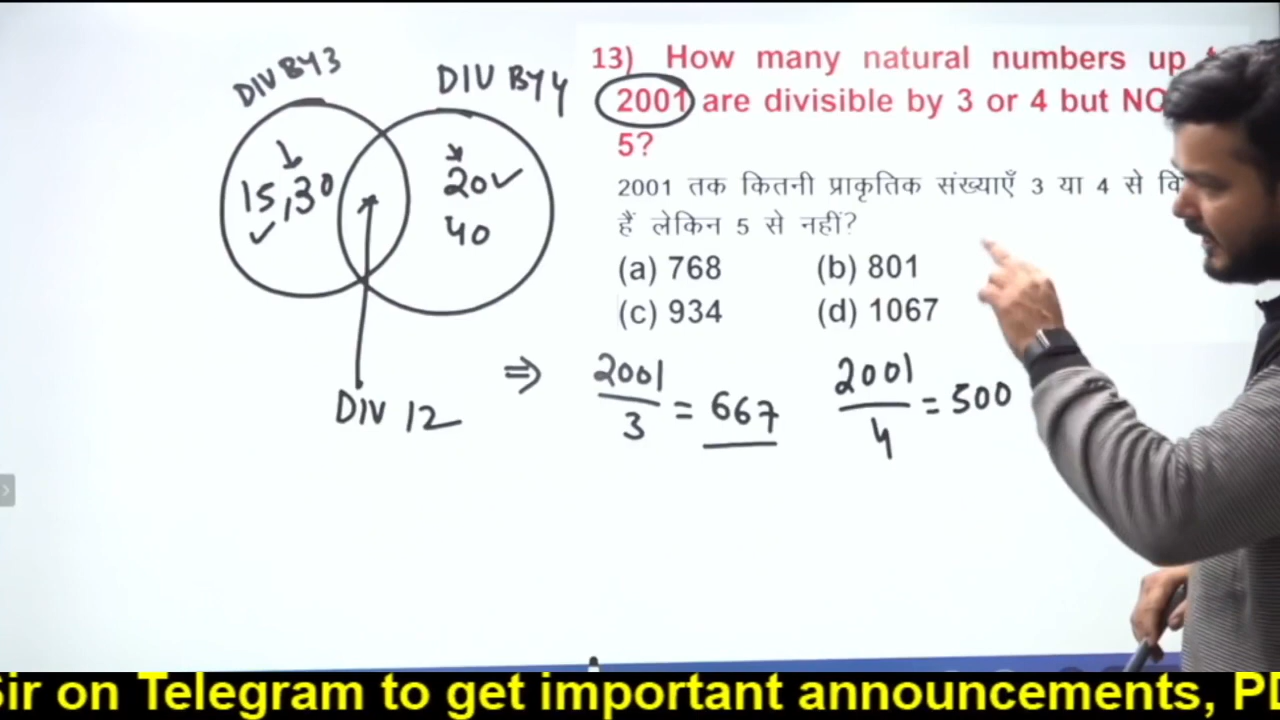 13) How many natural numbers up
2001 are divisible by 3 or 4 but
5?
2001 तक कितनी प्राकृतिक संख्याएँ 3 या 4 से
हैं लेकिन 5 से नहीं?
(a) 768 (b) 801
(c) 934 (d) 1067
DIV BY 3 DIV BY 4
15, 30 20 ✓
✓ 40
DIV 12
⇒ 2001/3 = 667 2001/4 = 500
Sir on Telegram to get important announcements,